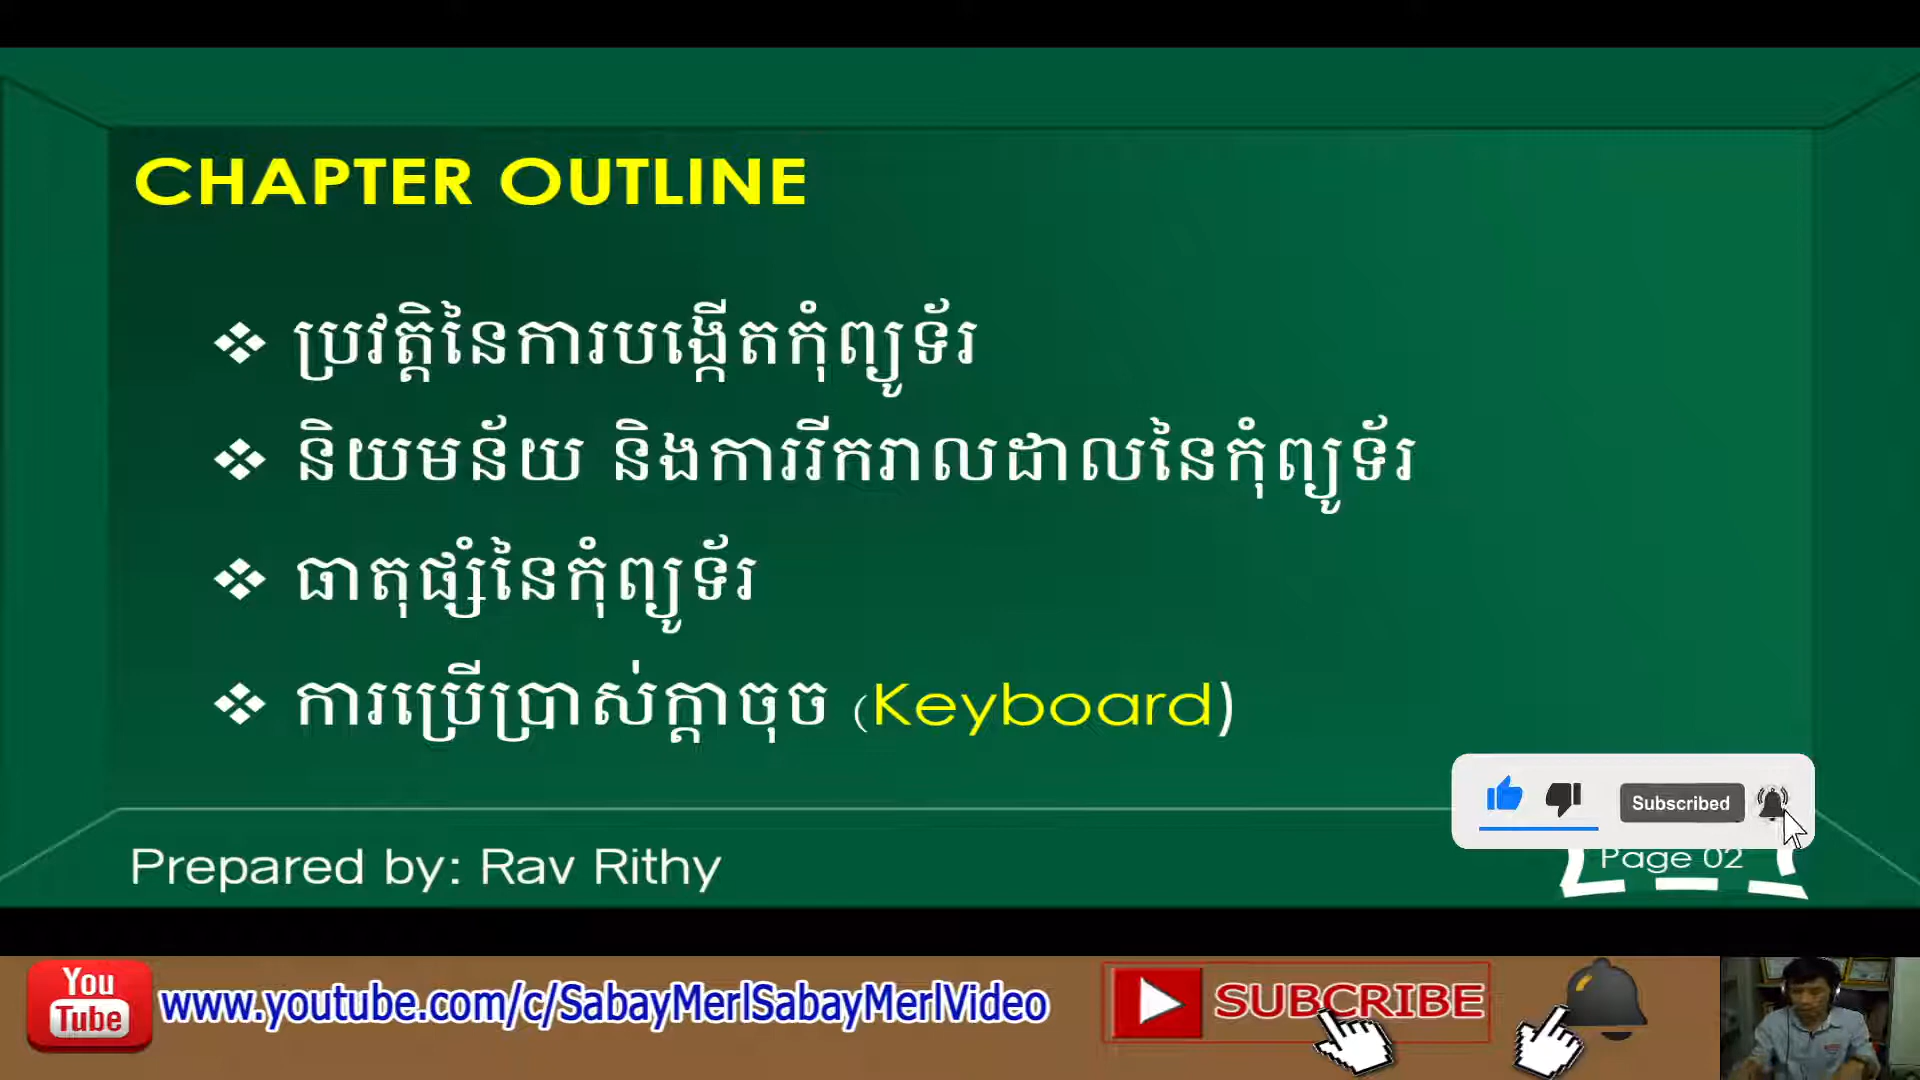 CHAPTER OUTLINE
❖ ប្រវត្តិនៃការបង្កើតកុំព្យូទ័រ
❖ និយមន័យ និងការរីករាលដាលនៃកុំព្យូទ័រ
❖ ធាតុផ្សំនៃកុំព្យូទ័រ
❖ ការប្រើប្រាស់ក្តាចុច (Keyboard)
Subscribed
Prepared by: Rav Rithy
Page 02
You
Tube
www.youtube.com/c/SabayMerlSabayMerlVideo
SUBCRIBE